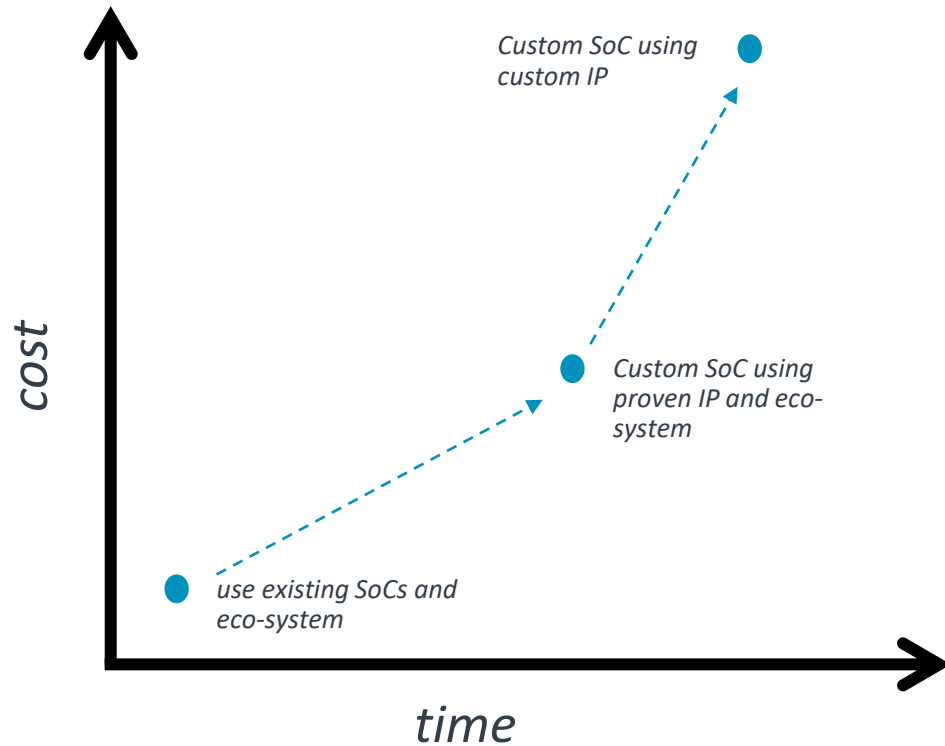 Custom SoC using
custom IP
cost
Custom SoC using
proven IP and eco-
system
use existing SoCs and
eco-system
time